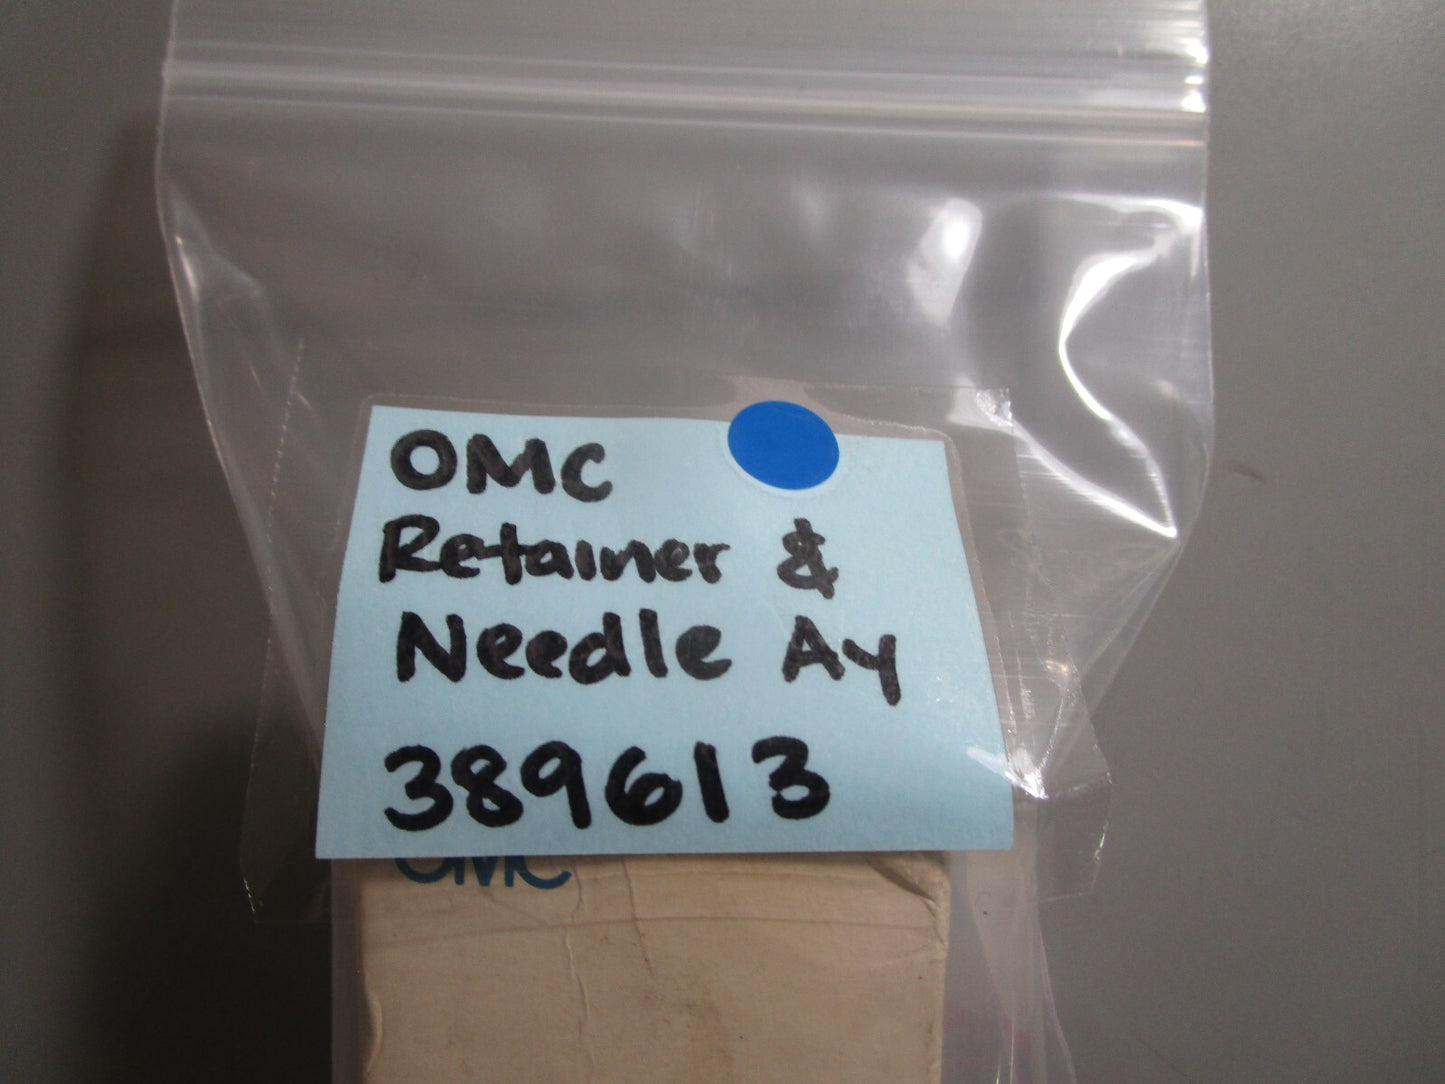 OMC
Retainer &
Needle Ay
389613
OMC